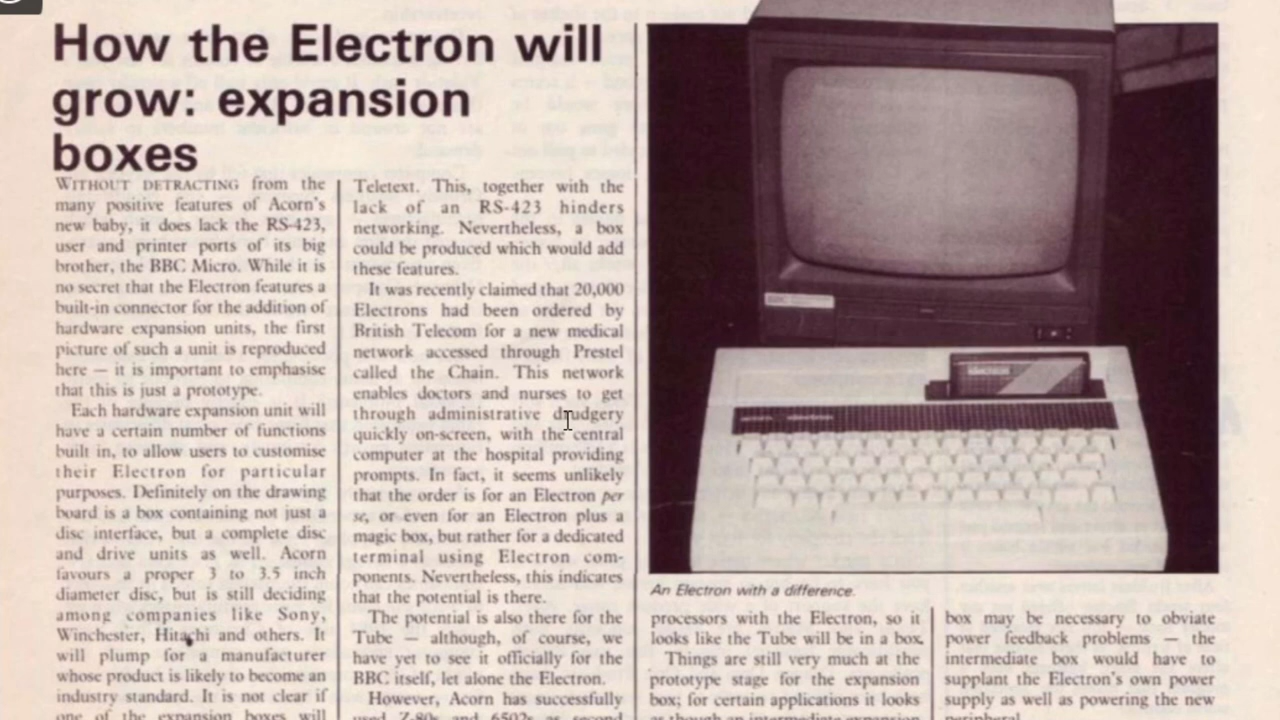 How the Electron will
grow: expansion
boxes
WITHOUT DETRACTING from the
many positive features of Acorn's
new baby, it does lack the RS-423,
user and printer ports of its big
brother, the BBC Micro. While it is
no secret that the Electron features a
built-in connector for the addition of
hardware expansion units, the first
picture of such a unit is reproduced
here — it is important to emphasise
that this is just a prototype.
Each hardware expansion unit will
have a certain number of functions
built in, to allow users to customise
their Electron for particular
purposes. Definitely on the drawing
board is a box containing not just a
disc interface, but a complete disc
and drive units as well. Acorn
favours a proper 3 to 3.5 inch
diameter disc, but is still deciding
among companies like Sony,
Winchester, Hitachi and others. It
will plump for a manufacturer
whose product is likely to become an
industry standard. It is not clear if
one of the expansion boxes will
Teletext. This, together with the
lack of an RS-423 hinders
networking. Nevertheless, a box
could be produced which would add
these features.
It was recently claimed that 20,000
Electrons had been ordered by
British Telecom for a new medical
network accessed through Prestel
called the Chain. This network
enables doctors and nurses to get
through administrative drudgery
quickly on-screen, with the central
computer at the hospital providing
prompts. In fact, it seems unlikely
that the order is for an Electron per
se, or even for an Electron plus a
magic box, but rather for a dedicated
terminal using Electron com-
ponents. Nevertheless, this indicates
that the potential is there.
The potential is also there for the
Tube — although, of course, we
have yet to see it officially for the
BBC itself, let alone the Electron.
However, Acorn has successfully
used Z-80s and 6502s as second
An Electron with a difference.
processors with the Electron, so it
looks like the Tube will be in a box.
Things are still very much at the
prototype stage for the expansion
box; for certain applications it looks
as though an intermediate expansion
box may be necessary to obviate
power feedback problems — the
intermediate box would have to
supplant the Electron's own power
supply as well as powering the new
peripheral.